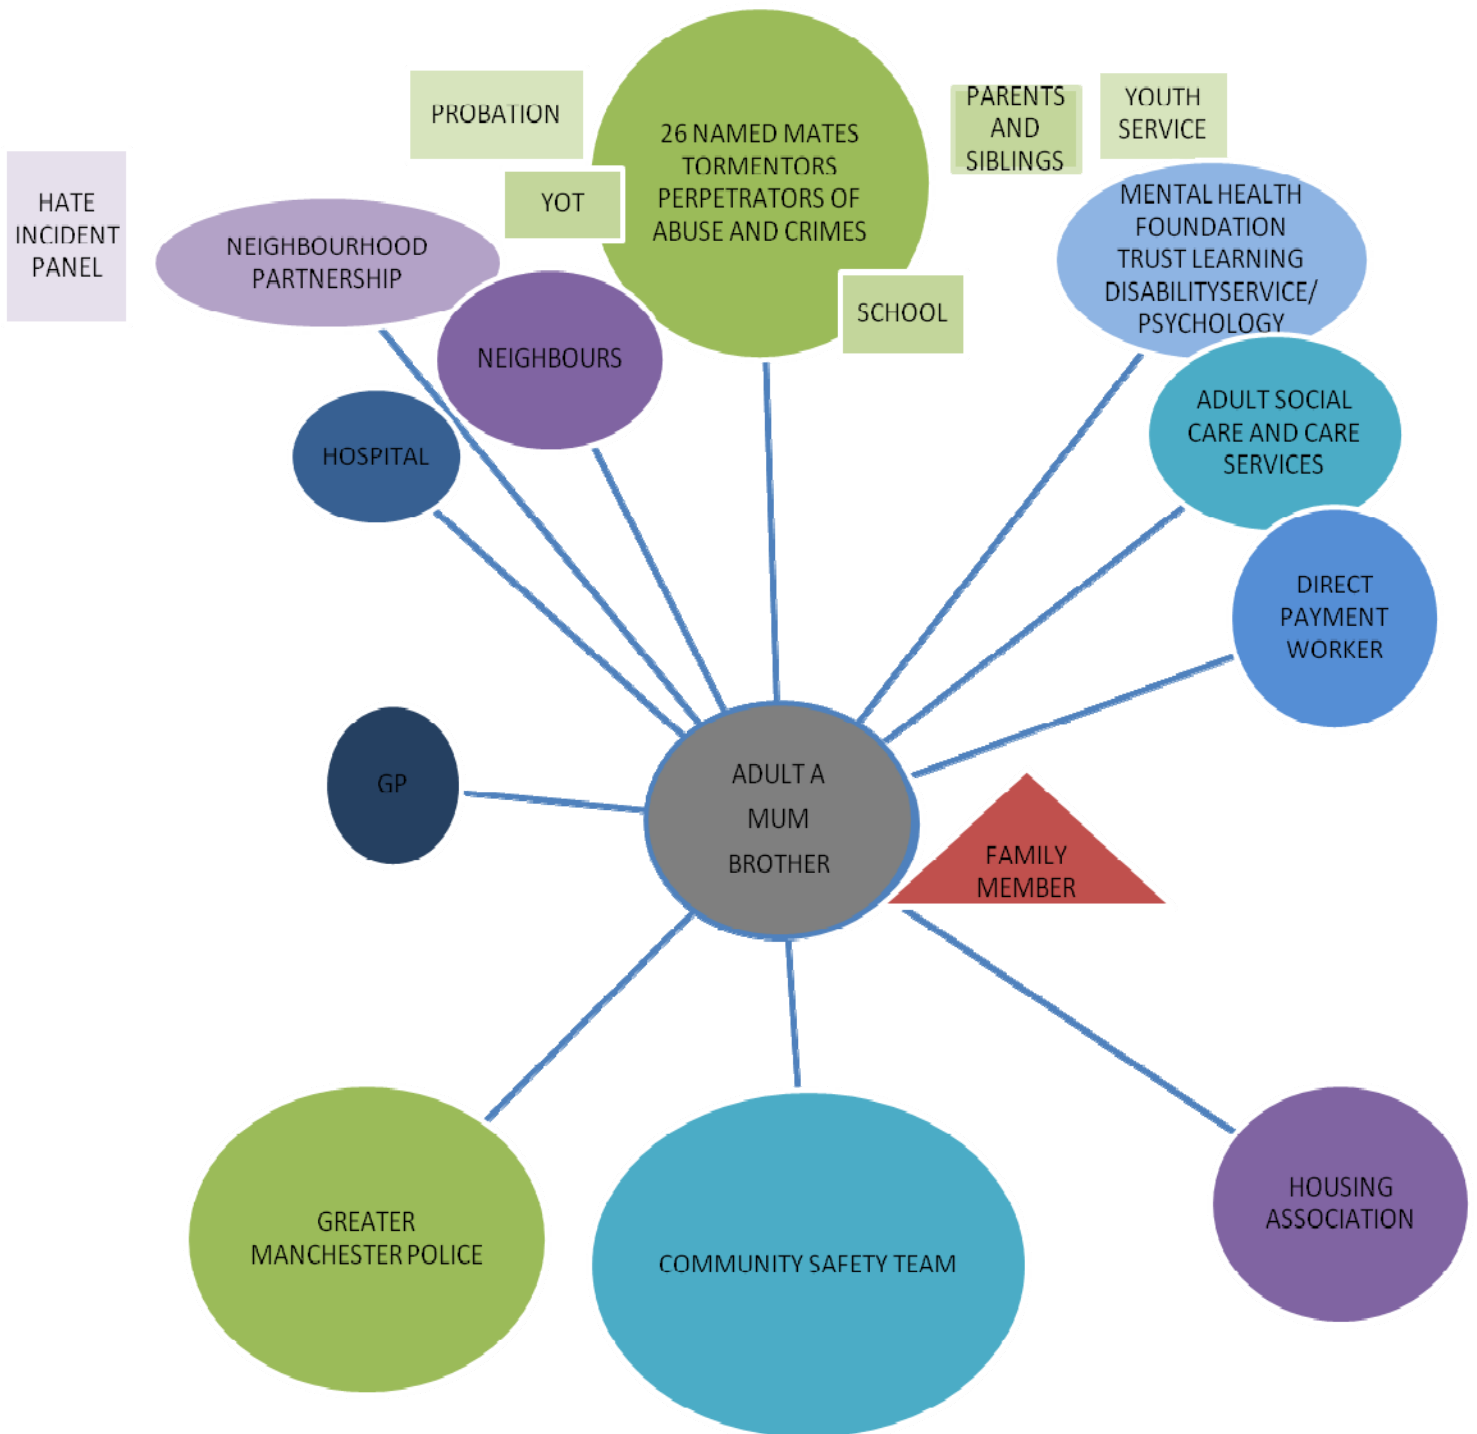 PROBATION
26 NAMED MATES
TORMENTORS
PERPETRATORS OF
ABUSE AND CRIMES
PARENTS
AND
SIBLINGS
YOUTH
SERVICE
HATE
INCIDENT
PANEL
YOT
NEIGHBOURHOOD
PARTNERSHIP
MENTAL HEALTH
FOUNDATION
TRUST LEARNING
DISABILITYSERVICE/
PSYCHOLOGY
SCHOOL
NEIGHBOURS
HOSPITAL
ADULT SOCIAL
CARE AND CARE
SERVICES
DIRECT
PAYMENT
WORKER
GP
ADULT A
MUM
BROTHER
FAMILY
MEMBER
GREATER
MANCHESTER POLICE
COMMUNITY SAFETY TEAM
HOUSING
ASSOCIATION